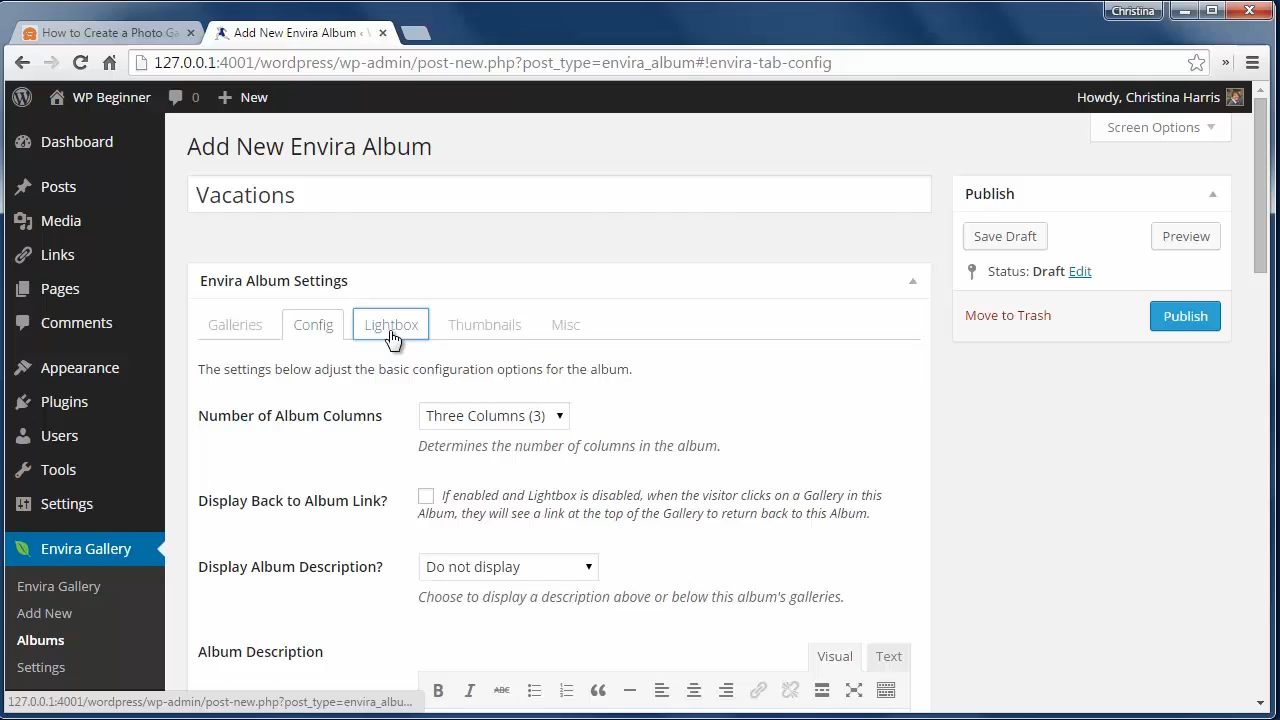 Christina
How to Create a Photo Ga
Add New Envira Album ‹ W
127.0.0.1:4001/wordpress/wp-admin/post-new.php?post_type=envira_album#!envira-tab-config
WP Beginner 0 New
Howdy, Christina Harris
Screen Options
Dashboard
Posts
Media
Links
Pages
Comments
Appearance
Plugins
Users
Tools
Settings
Envira Gallery
Envira Gallery
Add New
Albums
Settings
Add New Envira Album
Vacations
Envira Album Settings
Galleries Config Lightbox Thumbnails Misc
The settings below adjust the basic configuration options for the album.
Number of Album Columns
Three Columns (3)
Determines the number of columns in the album.
Display Back to Album Link?
If enabled and Lightbox is disabled, when the visitor clicks on a Gallery in this
Album, they will see a link at the top of the Gallery to return back to this Album.
Display Album Description?
Do not display
Choose to display a description above or below this album's galleries.
Album Description
Visual Text
B I ABC
Publish
Save Draft Preview
Status: Draft Edit
Move to Trash Publish
127.0.0.1:4001/wordpress/wp-admin/post-new.php?post_type=envira_albu...